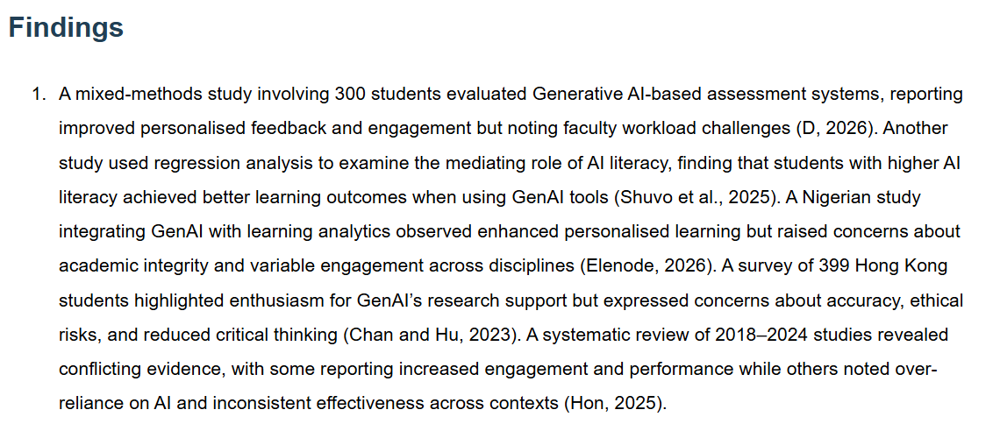 Findings
1. A mixed-methods study involving 300 students evaluated Generative AI-based assessment systems, reporting
improved personalised feedback and engagement but noting faculty workload challenges (D, 2026). Another
study used regression analysis to examine the mediating role of AI literacy, finding that students with higher AI
literacy achieved better learning outcomes when using GenAI tools (Shuvo et al., 2025). A Nigerian study
integrating GenAI with learning analytics observed enhanced personalised learning but raised concerns about
academic integrity and variable engagement across disciplines (Elenode, 2026). A survey of 399 Hong Kong
students highlighted enthusiasm for GenAI’s research support but expressed concerns about accuracy, ethical
risks, and reduced critical thinking (Chan and Hu, 2023). A systematic review of 2018–2024 studies revealed
conflicting evidence, with some reporting increased engagement and performance while others noted over-
reliance on AI and inconsistent effectiveness across contexts (Hon, 2025).